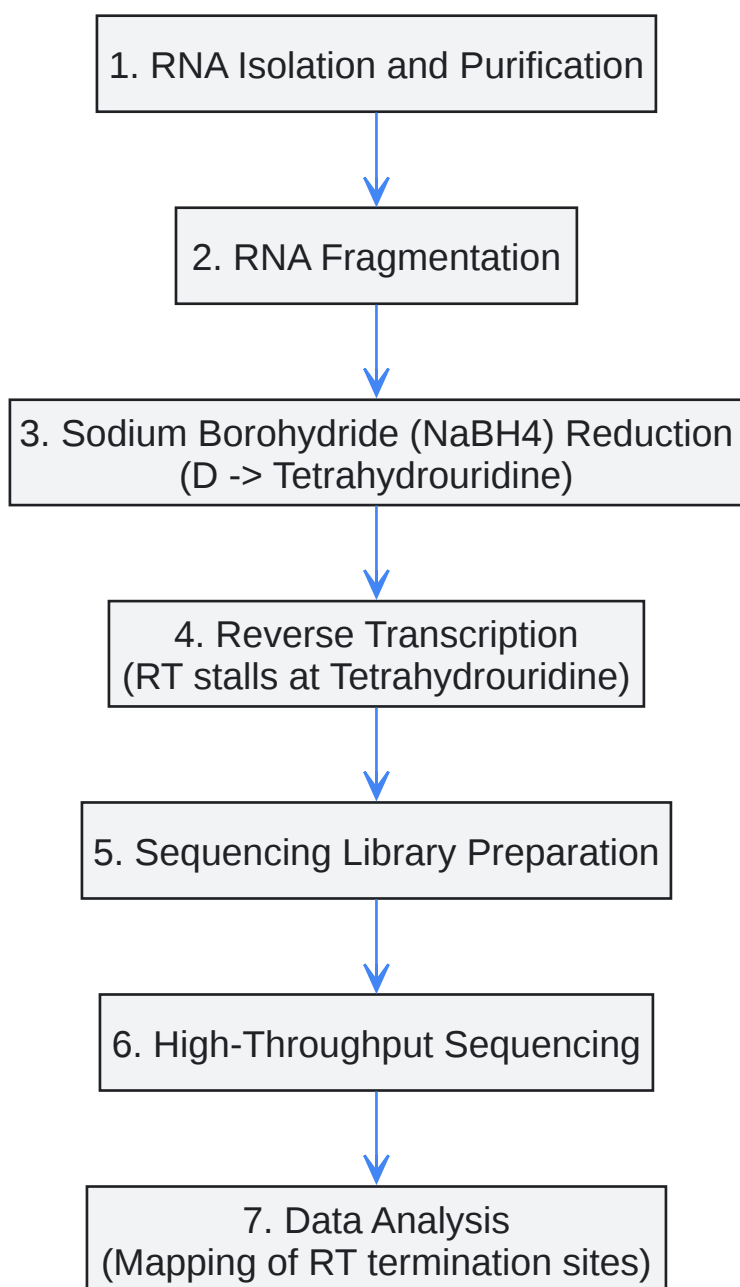 1. RNA Isolation and Purification
2. RNA Fragmentation
3. Sodium Borohydride (NaBH4) Reduction
(D -> Tetrahydrouridine)
4. Reverse Transcription
(RT stalls at Tetrahydrouridine)
5. Sequencing Library Preparation
6. High-Throughput Sequencing
7. Data Analysis
(Mapping of RT termination sites)